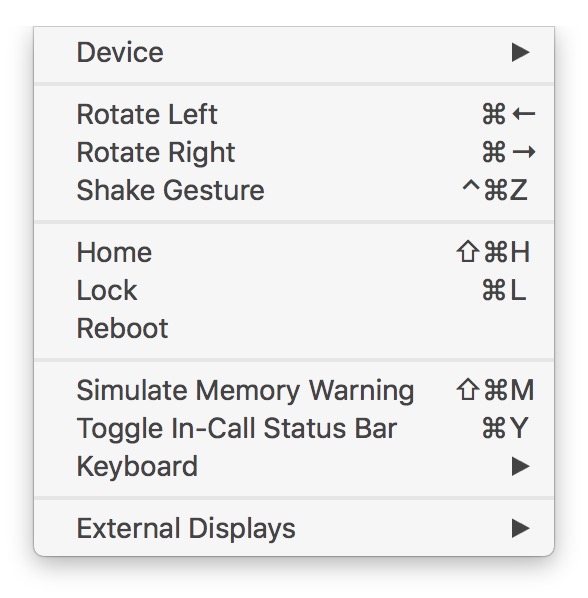 Device ▶
Rotate Left ⌘←
Rotate Right ⌘→
Shake Gesture ^⌘Z
Home ⇧⌘H
Lock ⌘L
Reboot
Simulate Memory Warning ⇧⌘M
Toggle In-Call Status Bar ⌘Y
Keyboard ▶
External Displays ▶